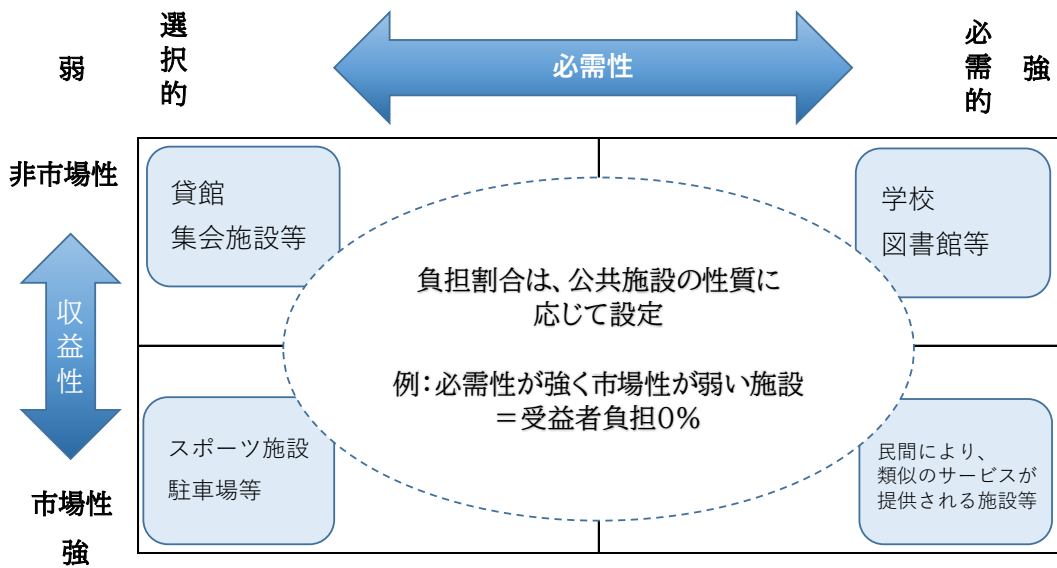 弱
選択的
必需性
必需的
強
非市場性
貸館
集会施設等
学校
図書館等
収益性
負担割合は、公共施設の性質に
応じて設定
例：必需性が強く市場性が弱い施設
＝受益者負担0％
市場性
強
スポーツ施設
駐車場等
民間により、
類似のサービスが
提供される施設等